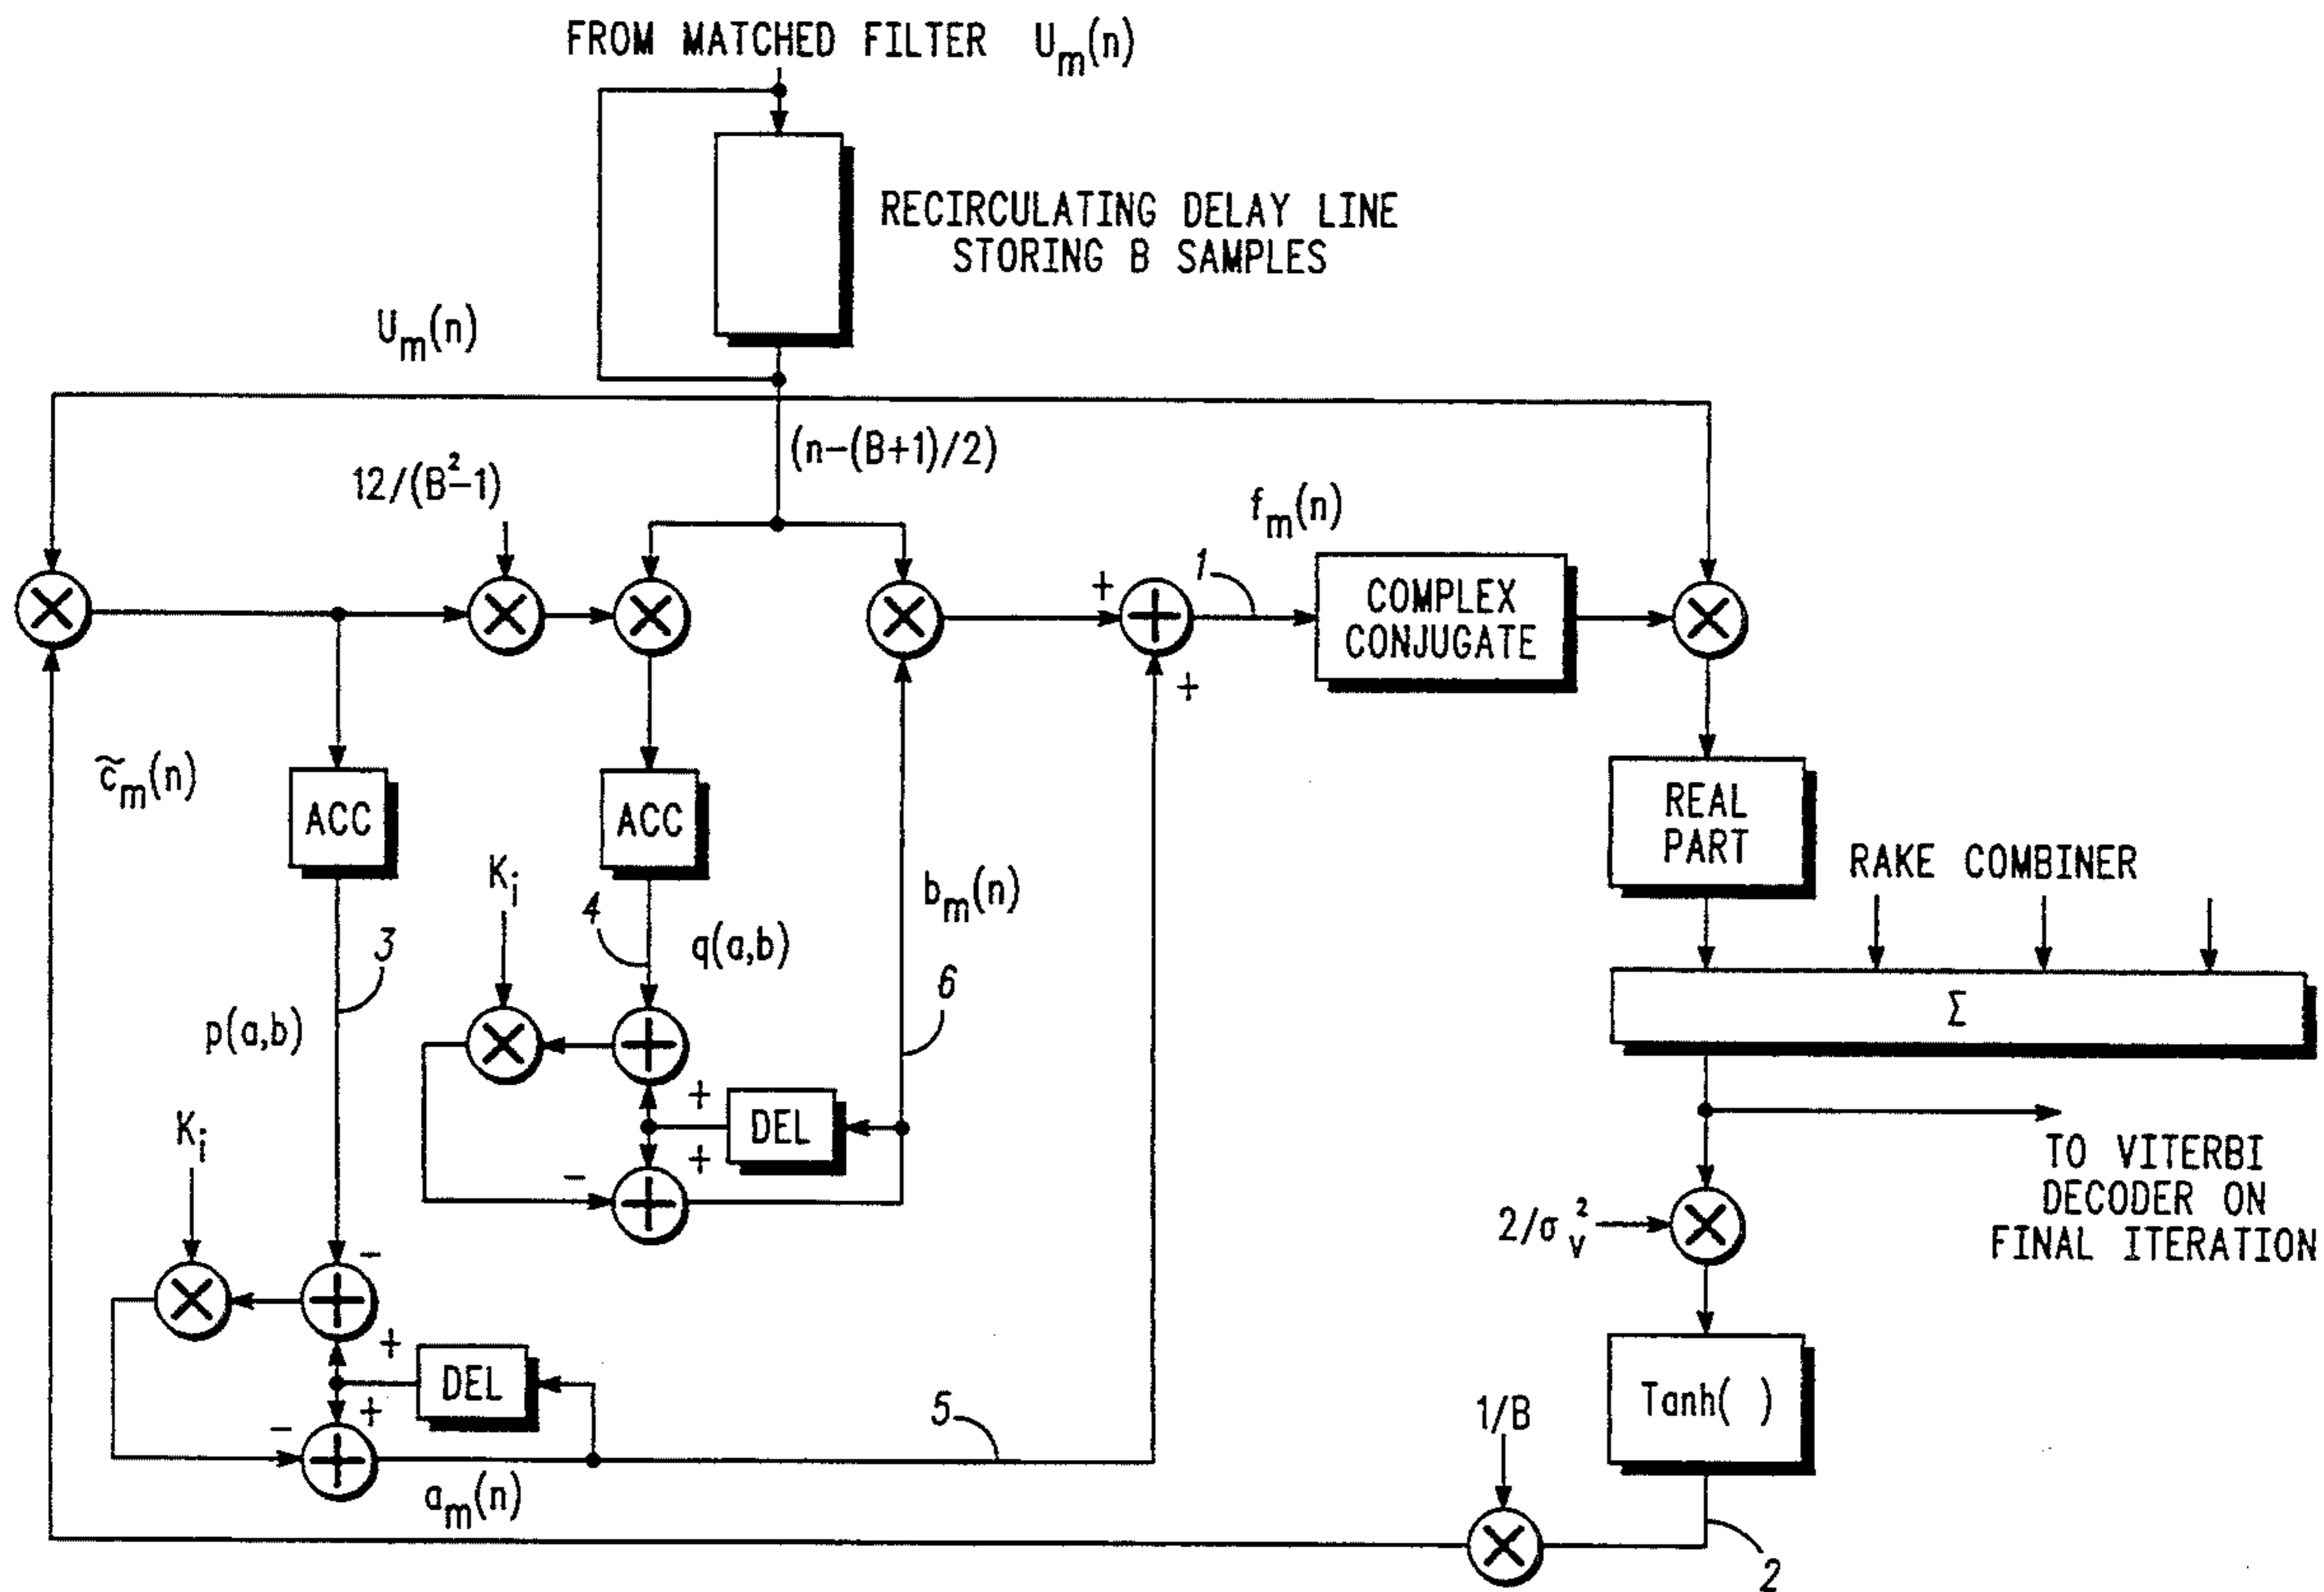 FROM MATCHED FILTER U_m(n)
RECIRCULATING DELAY LINE
STORING B SAMPLES
U_m(n)
(n-(B+1)/2)
12/(B²-1)
f_m(n)
1
+
+
COMPLEX
CONJUGATE
c̃_m(n)
ACC
ACC
REAL
PART
RAKE COMBINER
K_i
4
q(a,b)
b_m(n)
3
6
p(a,b)
Σ
+
DEL
+
-
K_i
TO VITERBI
DECODER ON
FINAL ITERATION
2/σ_v²
-
+
DEL
+
-
5
1/B
Tanh( )
a_m(n)
2